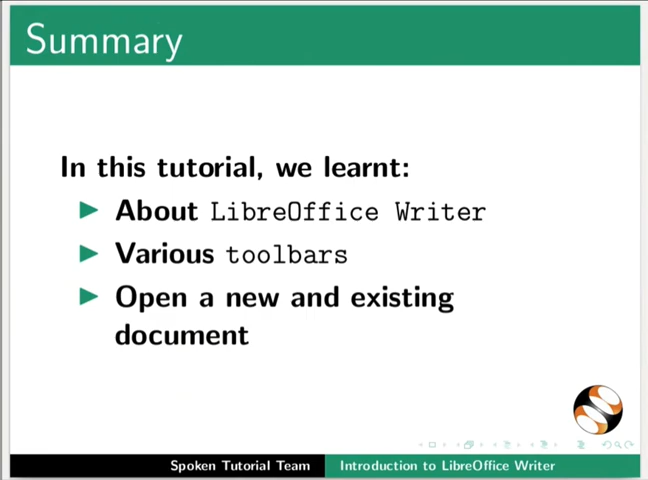 Summary
In this tutorial, we learnt:
About LibreOffice Writer
Various toolbars
Open a new and existing
document
Spoken Tutorial Team
Introduction to LibreOffice Writer